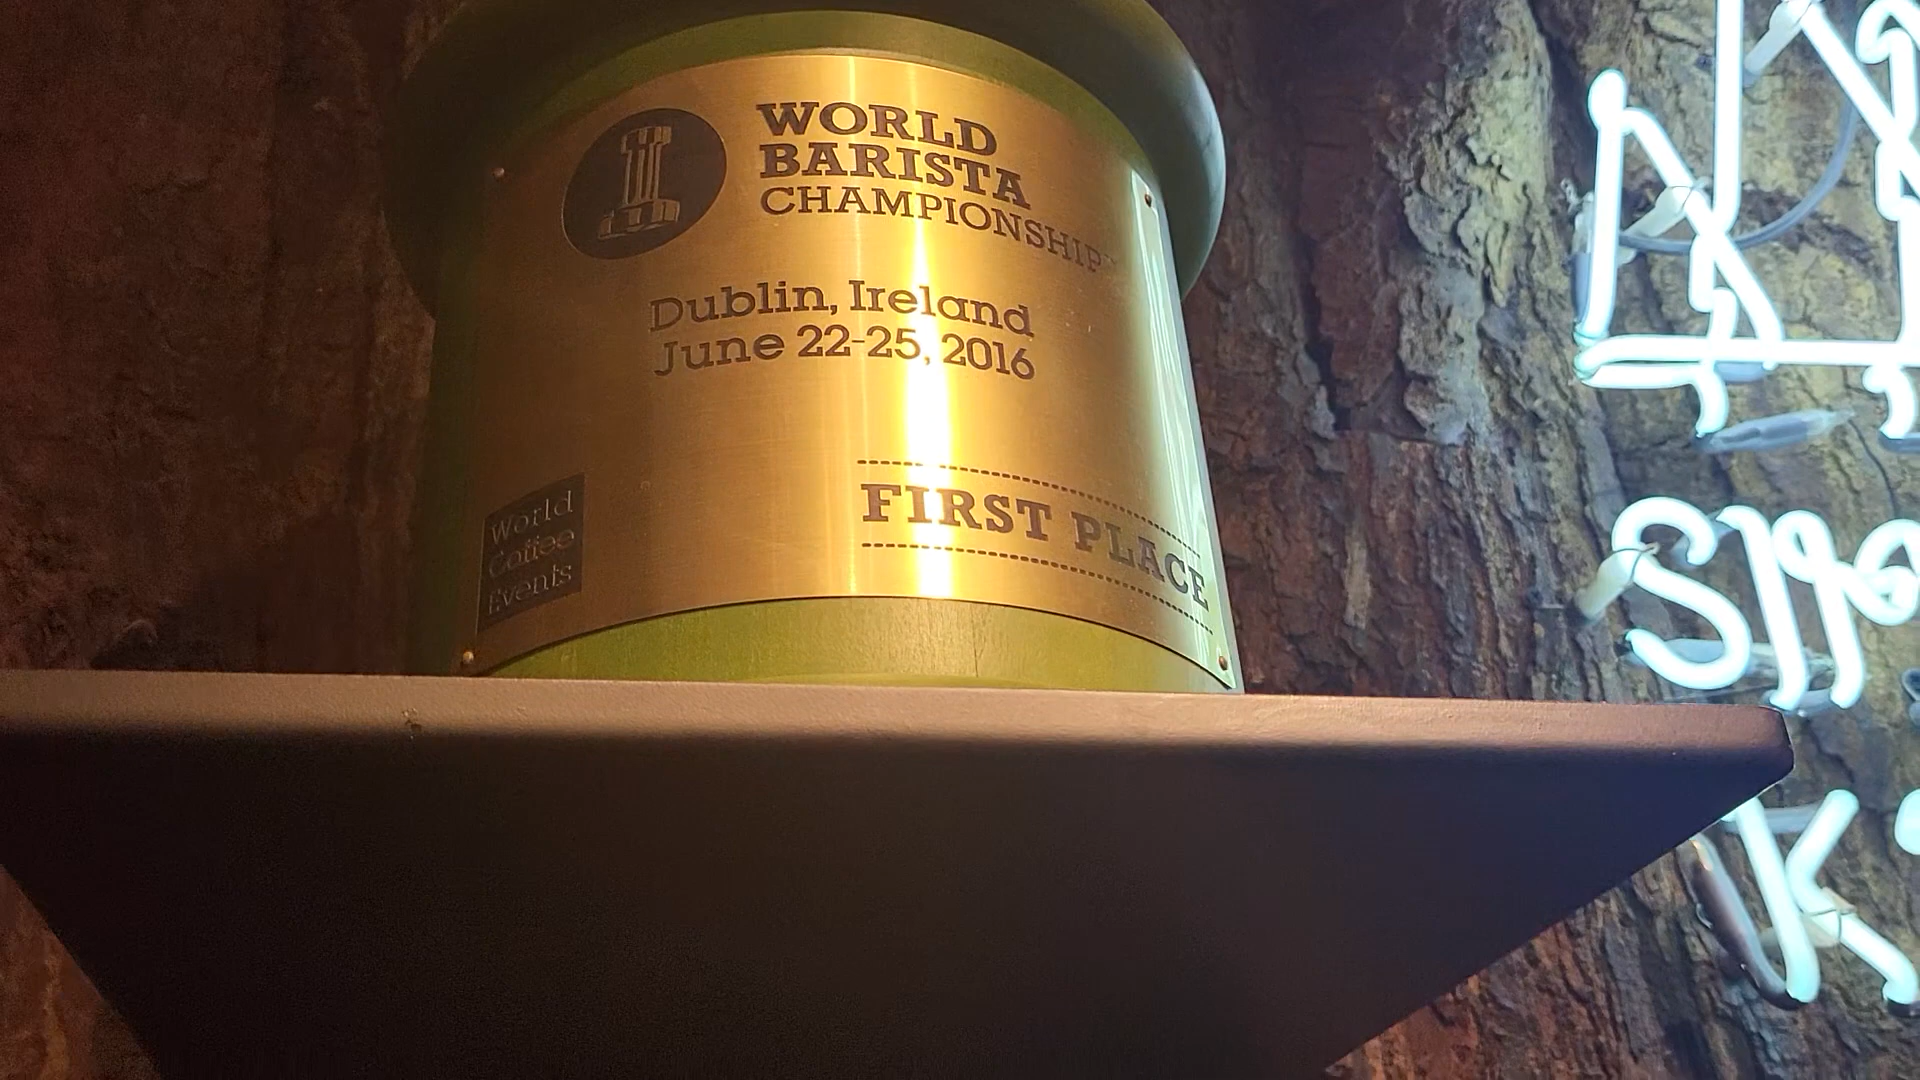 WORLD
BARISTA
CHAMPIONSHIP
Dublin, Ireland
June 22-25, 2016
FIRST PLACE
World
Coffee
Events